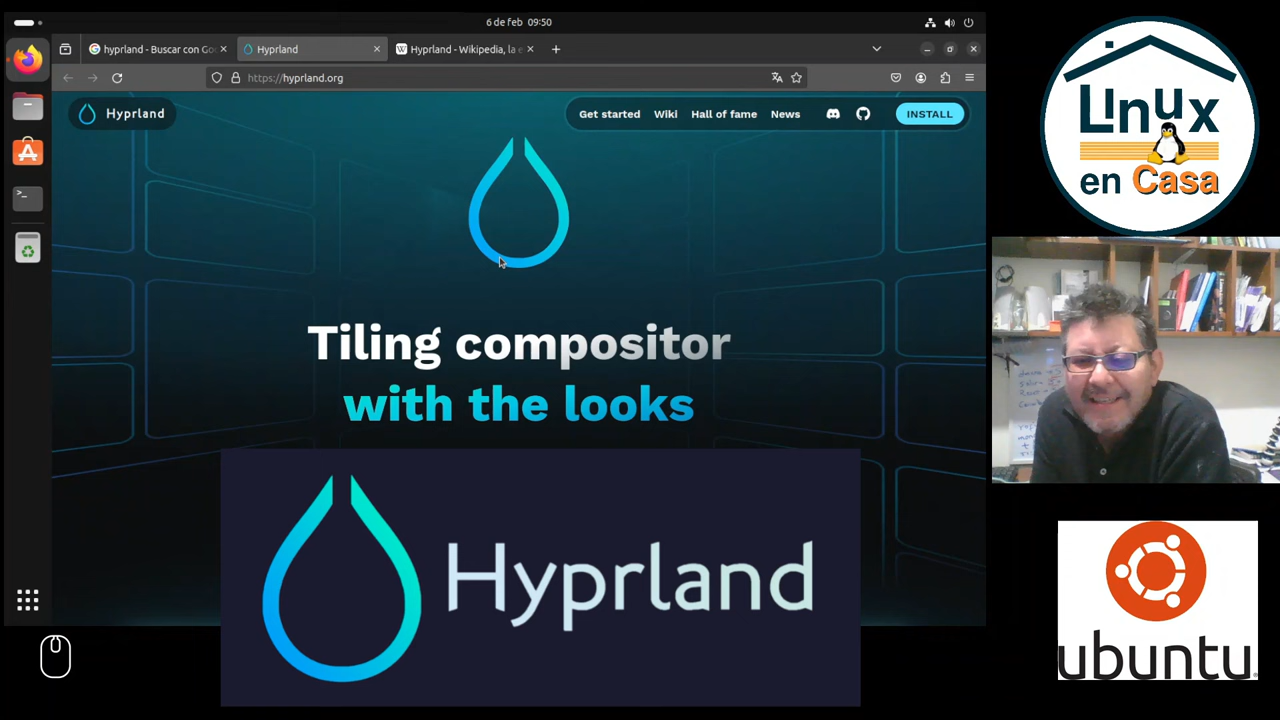 6 de feb 09:50
hyprland - Buscar con Go
Hyprland
Hyprland - Wikipedia, la e
https://hyprland.org
Hyprland
Get started
Wiki
Hall of fame
News
INSTALL
Tiling compositor
with the looks
Hyprland
Linux
en Casa
ubuntu